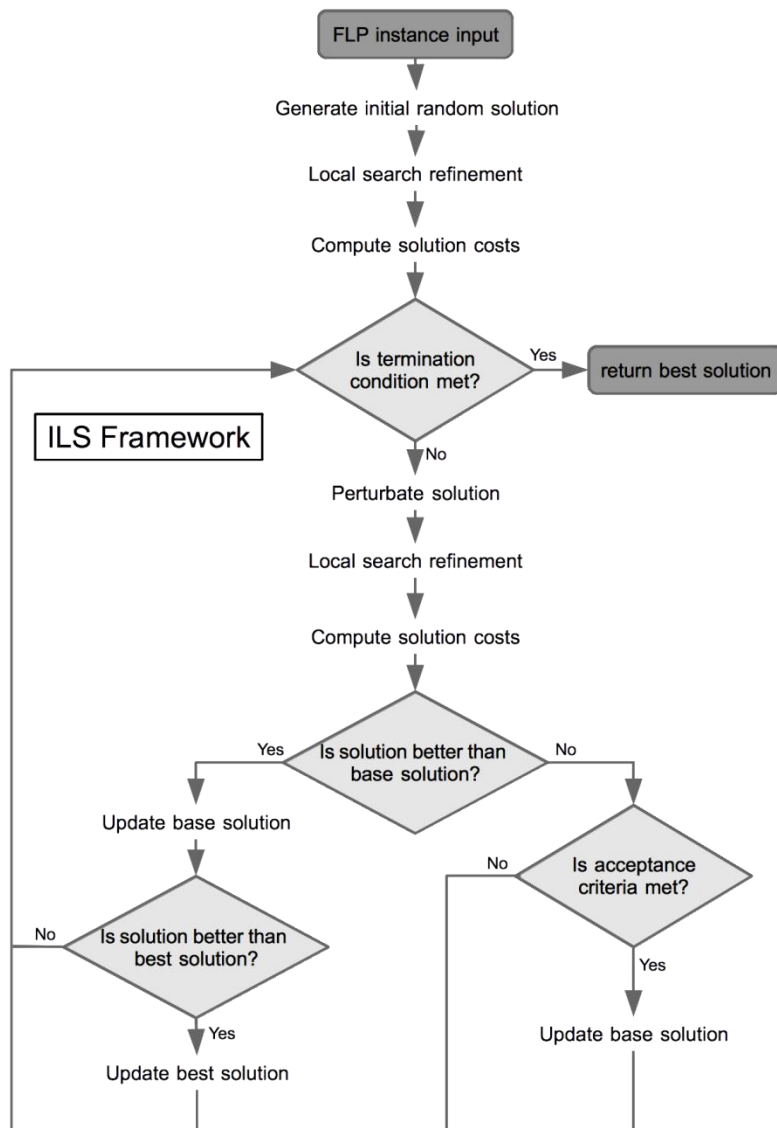 FLP instance input
Generate initial random solution
Local search refinement
Compute solution costs
Is termination
condition met?
Yes
return best solution
ILS Framework
No
Perturbate solution
Local search refinement
Compute solution costs
Is solution better than
base solution?
Yes
No
Update base solution
Is acceptance
criteria met?
No
Is solution better than
best solution?
No
Yes
Yes
Update base solution
Update best solution